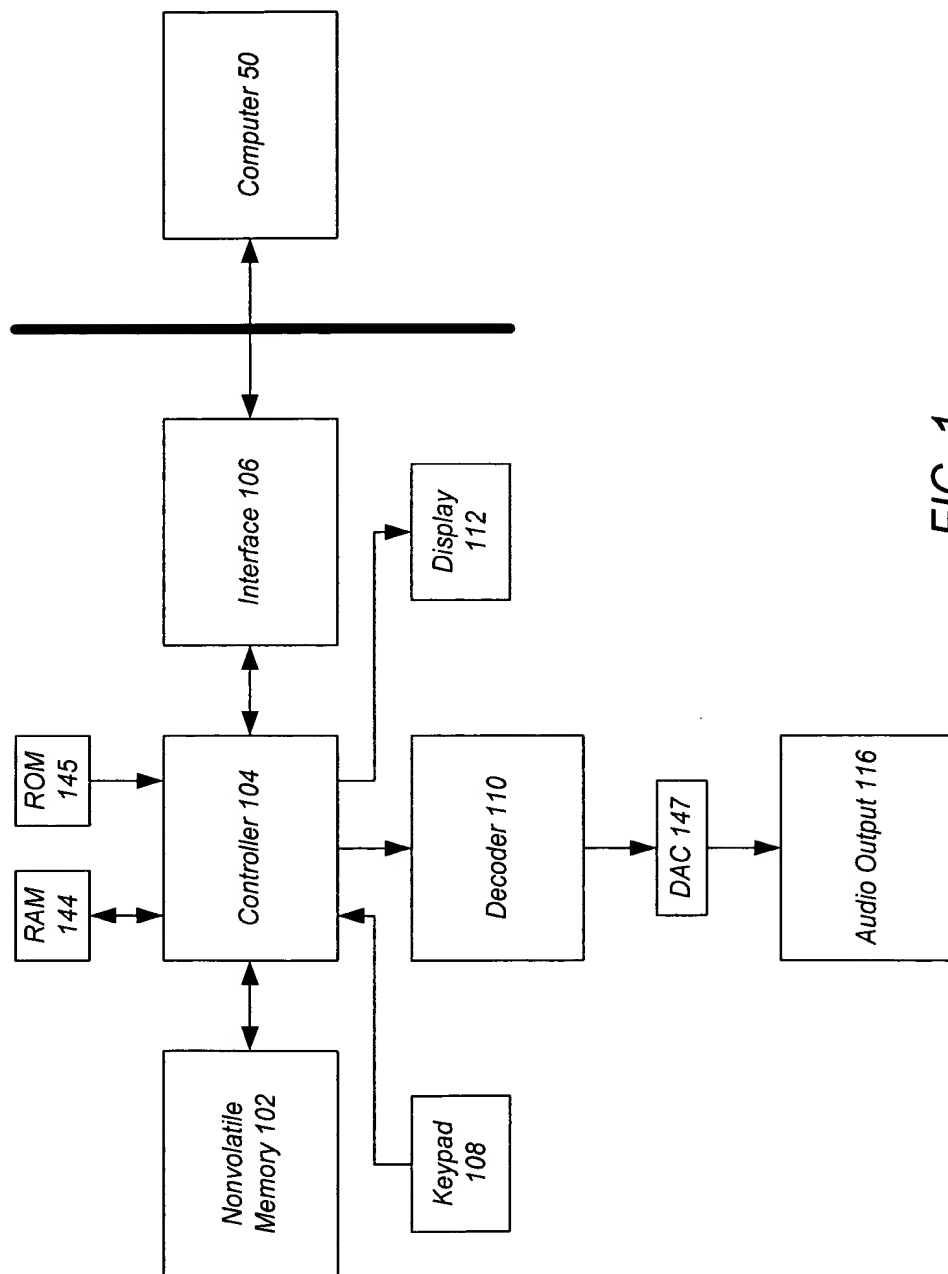 Nonvolatile
Memory 102
RAM
144
ROM
145
Controller 104
Interface 106
Computer 50
Keypad
108
Decoder 110
Display
112
DAC 147
Audio Output 116
FIG. 1